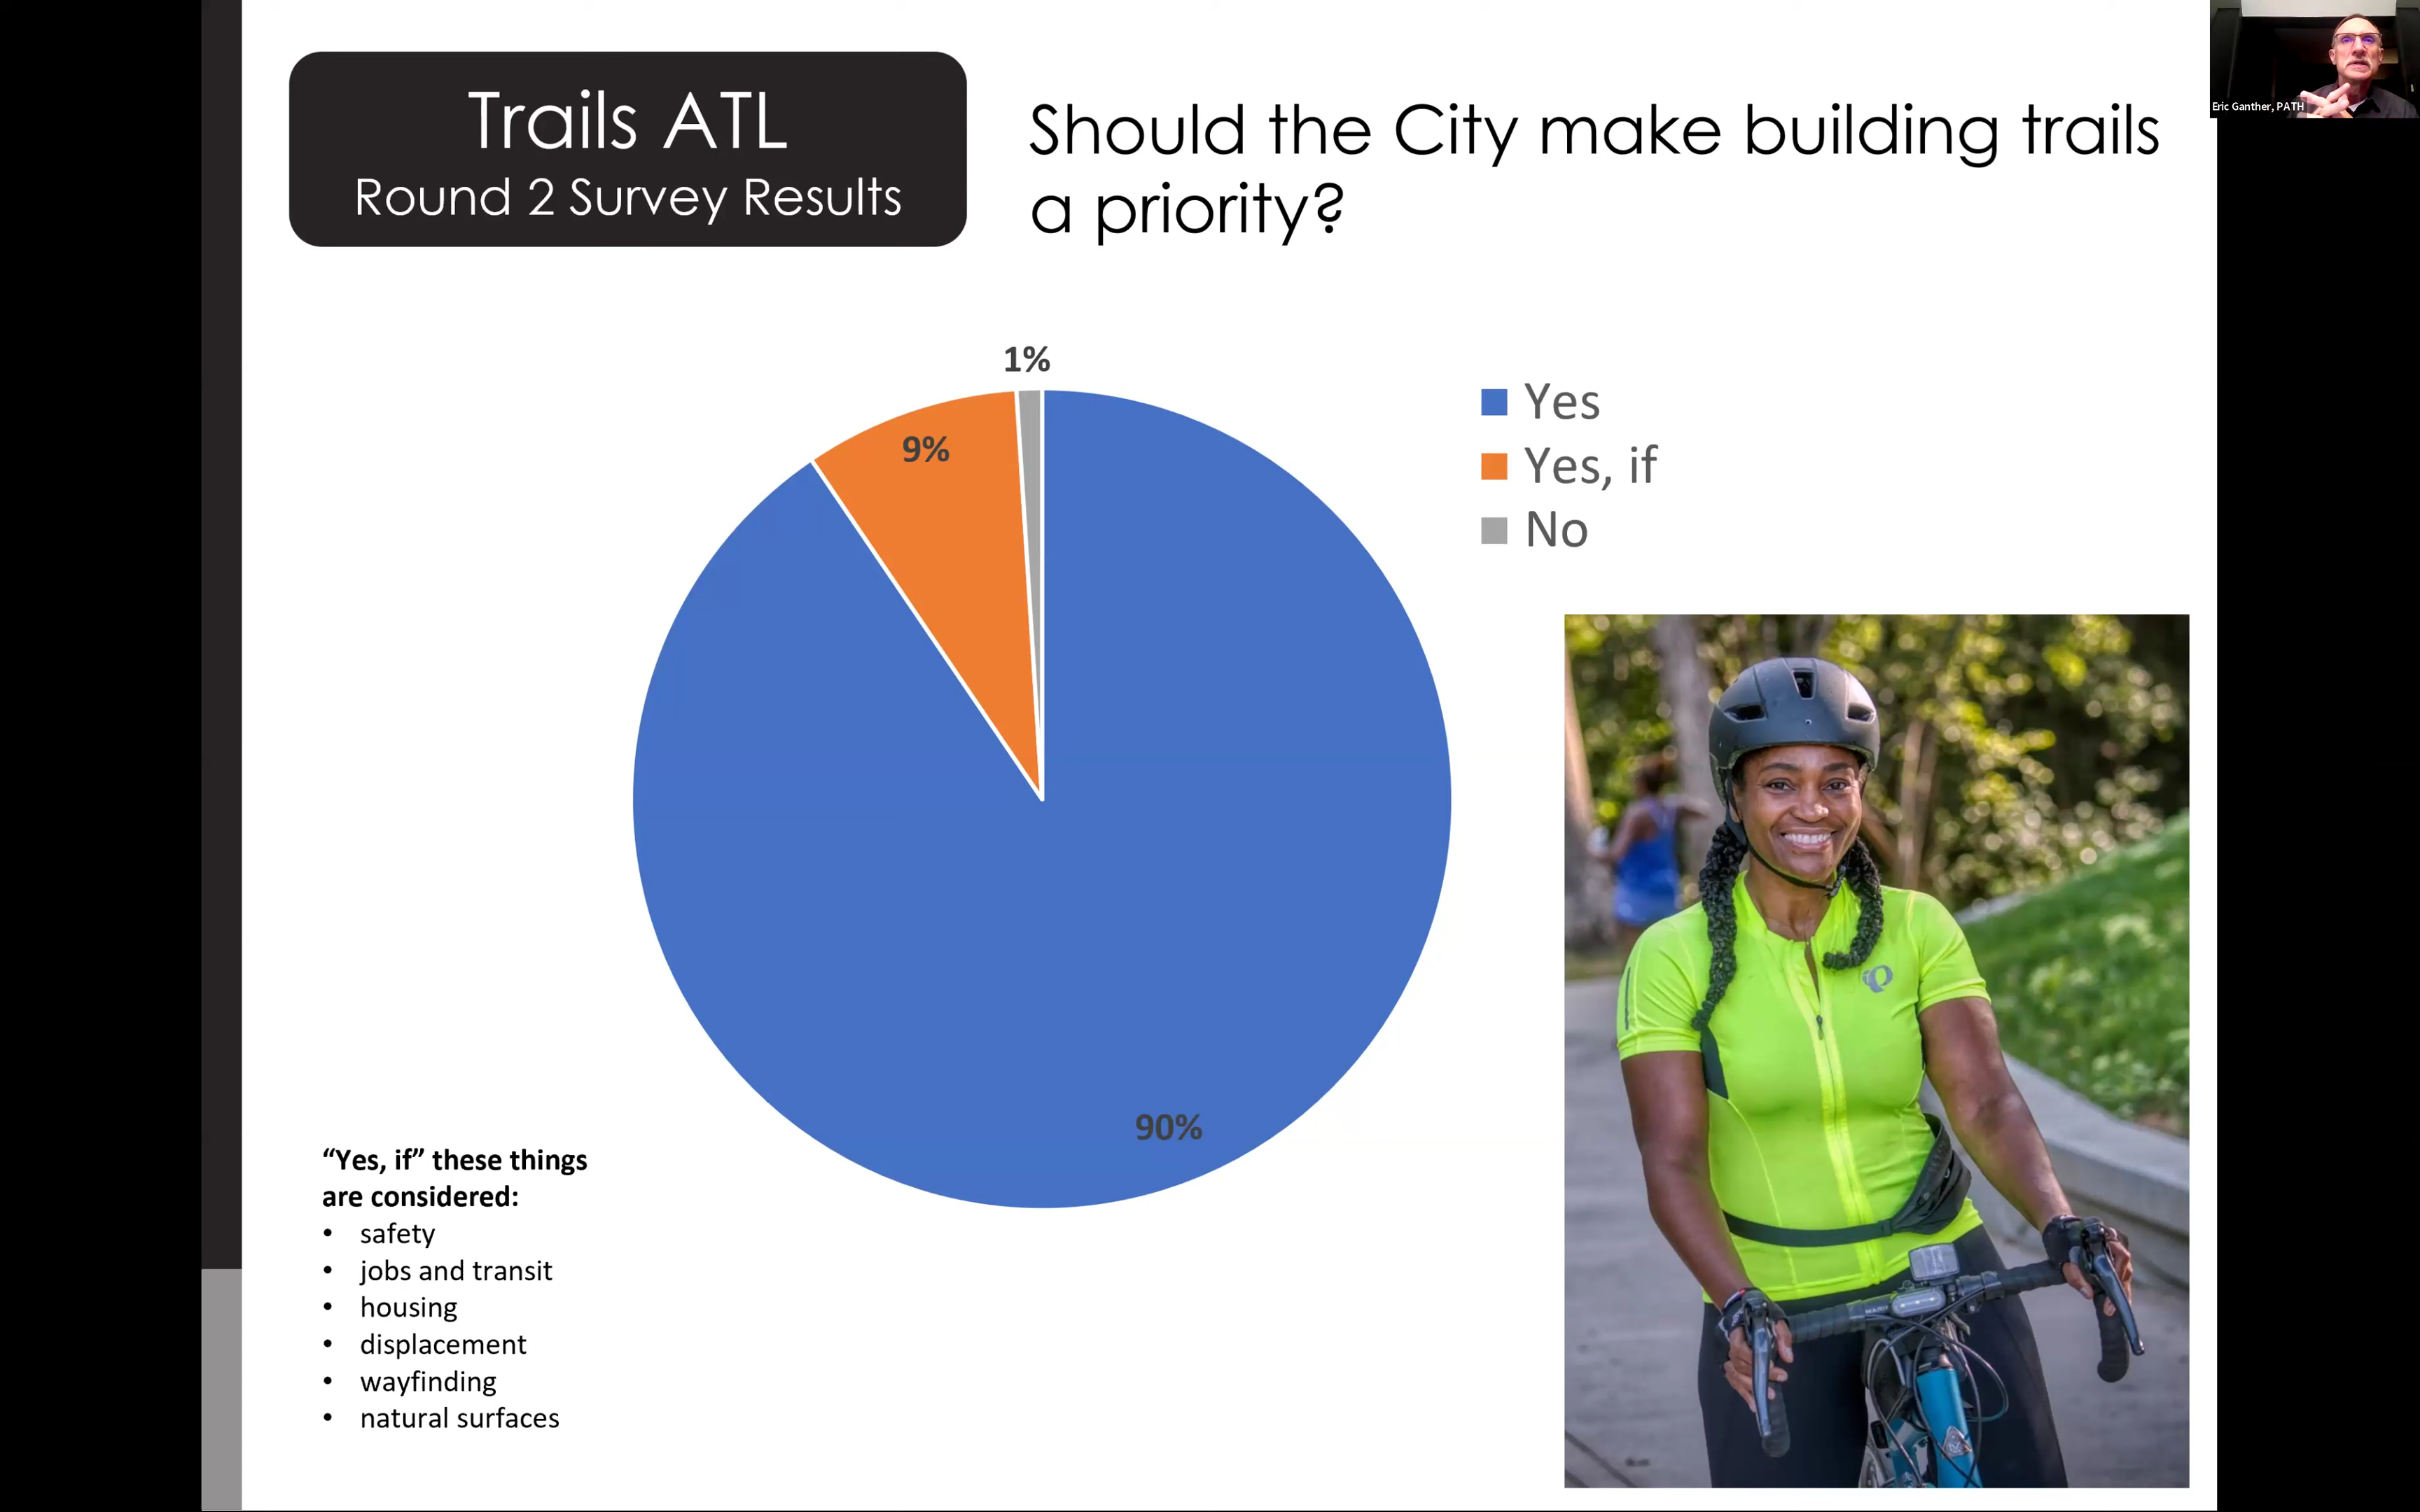 Trails ATL
Round 2 Survey Results
Should the City make building trails
a priority?
Eric Ganther, PATH
1%
9%
90%
Yes
Yes, if
No
“Yes, if” these things
are considered:
• safety
• jobs and transit
• housing
• displacement
• wayfinding
• natural surfaces